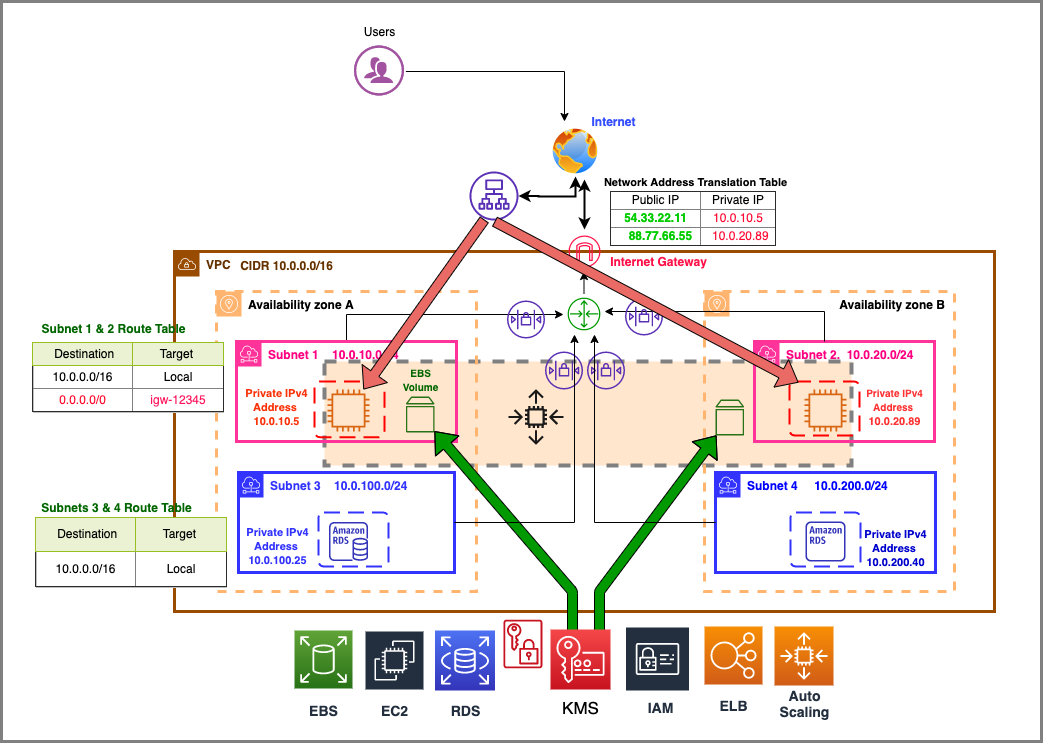 Users
Internet
Network Address Translation Table
Public IP Private IP
54.33.22.11 10.0.10.5
88.77.66.55 10.0.20.89
Internet Gateway
VPC CIDR 10.0.0.0/16
Availability zone A
Availability zone B
Subnet 1 & 2 Route Table
Destination Target
10.0.0.0/16 Local
0.0.0.0/0 igw-12345
Subnet 1 10.0.10.0/24
EBS
Volume
Private IPv4
Address
10.0.10.5
Subnet 2. 10.0.20.0/24
Private IPv4
Address
10.0.20.89
Subnets 3 & 4 Route Table
Destination Target
10.0.0.0/16 Local
Subnet 3 10.0.100.0/24
Private IPv4
Address
10.0.100.25
Amazon
RDS
Subnet 4 10.0.200.0/24
Amazon
RDS
Private IPv4
Address
10.0.200.40
EBS
EC2
RDS
KMS
IAM
ELB
Auto
Scaling